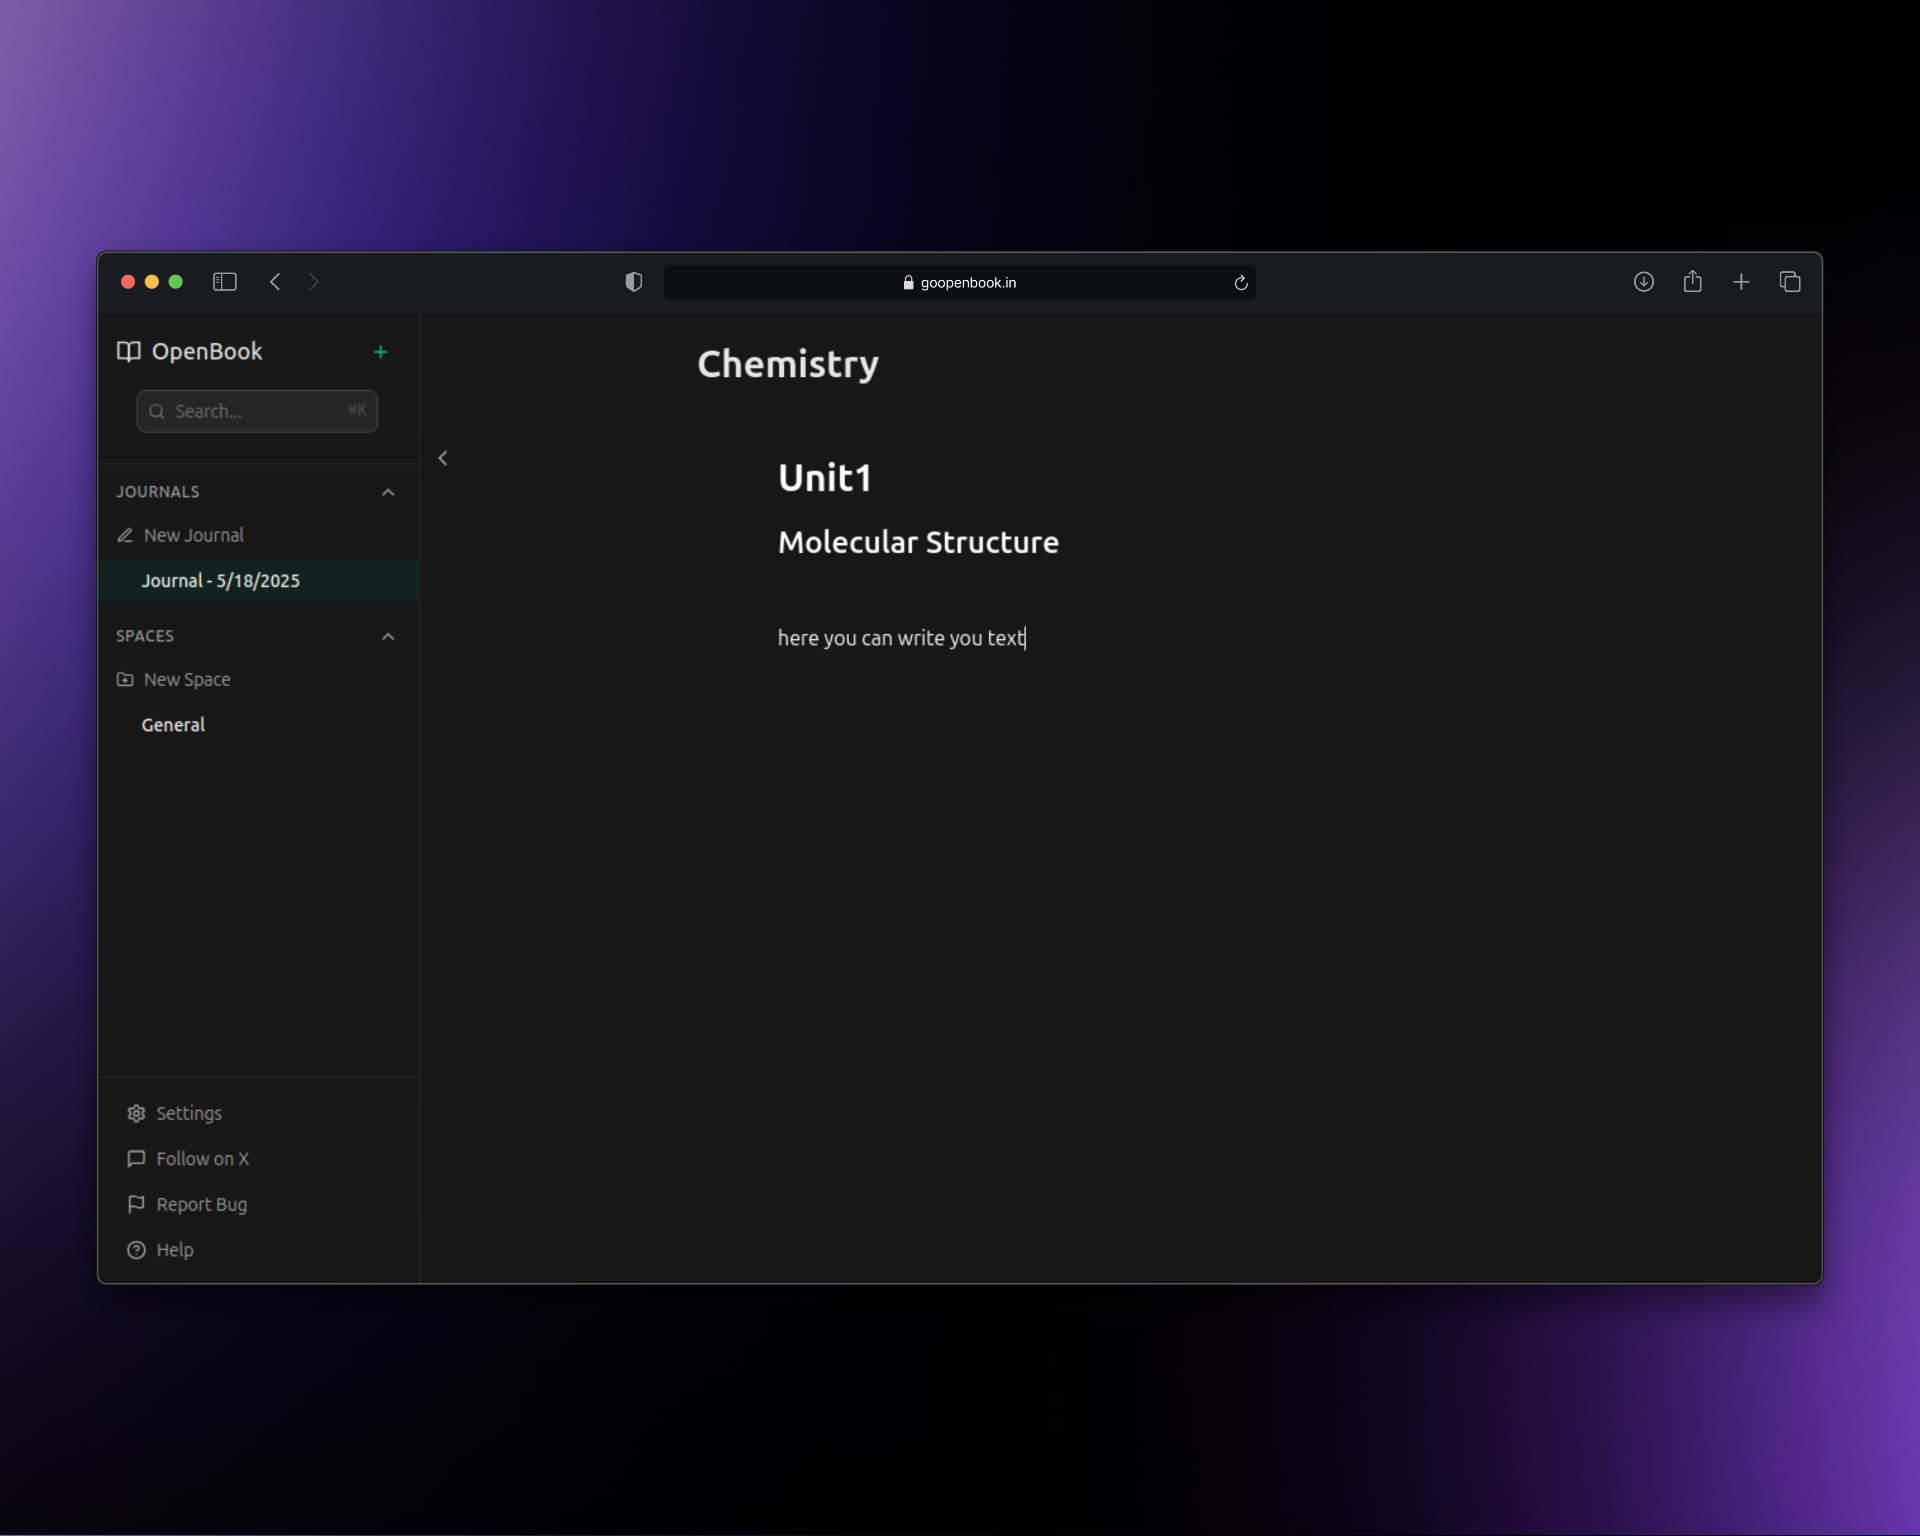 goopenbook.in
OpenBook
Search... ⌘K
JOURNALS
New Journal
Journal - 5/18/2025
SPACES
New Space
General
Settings
Follow on X
Report Bug
Help
Chemistry
Unit1
Molecular Structure
here you can write you text